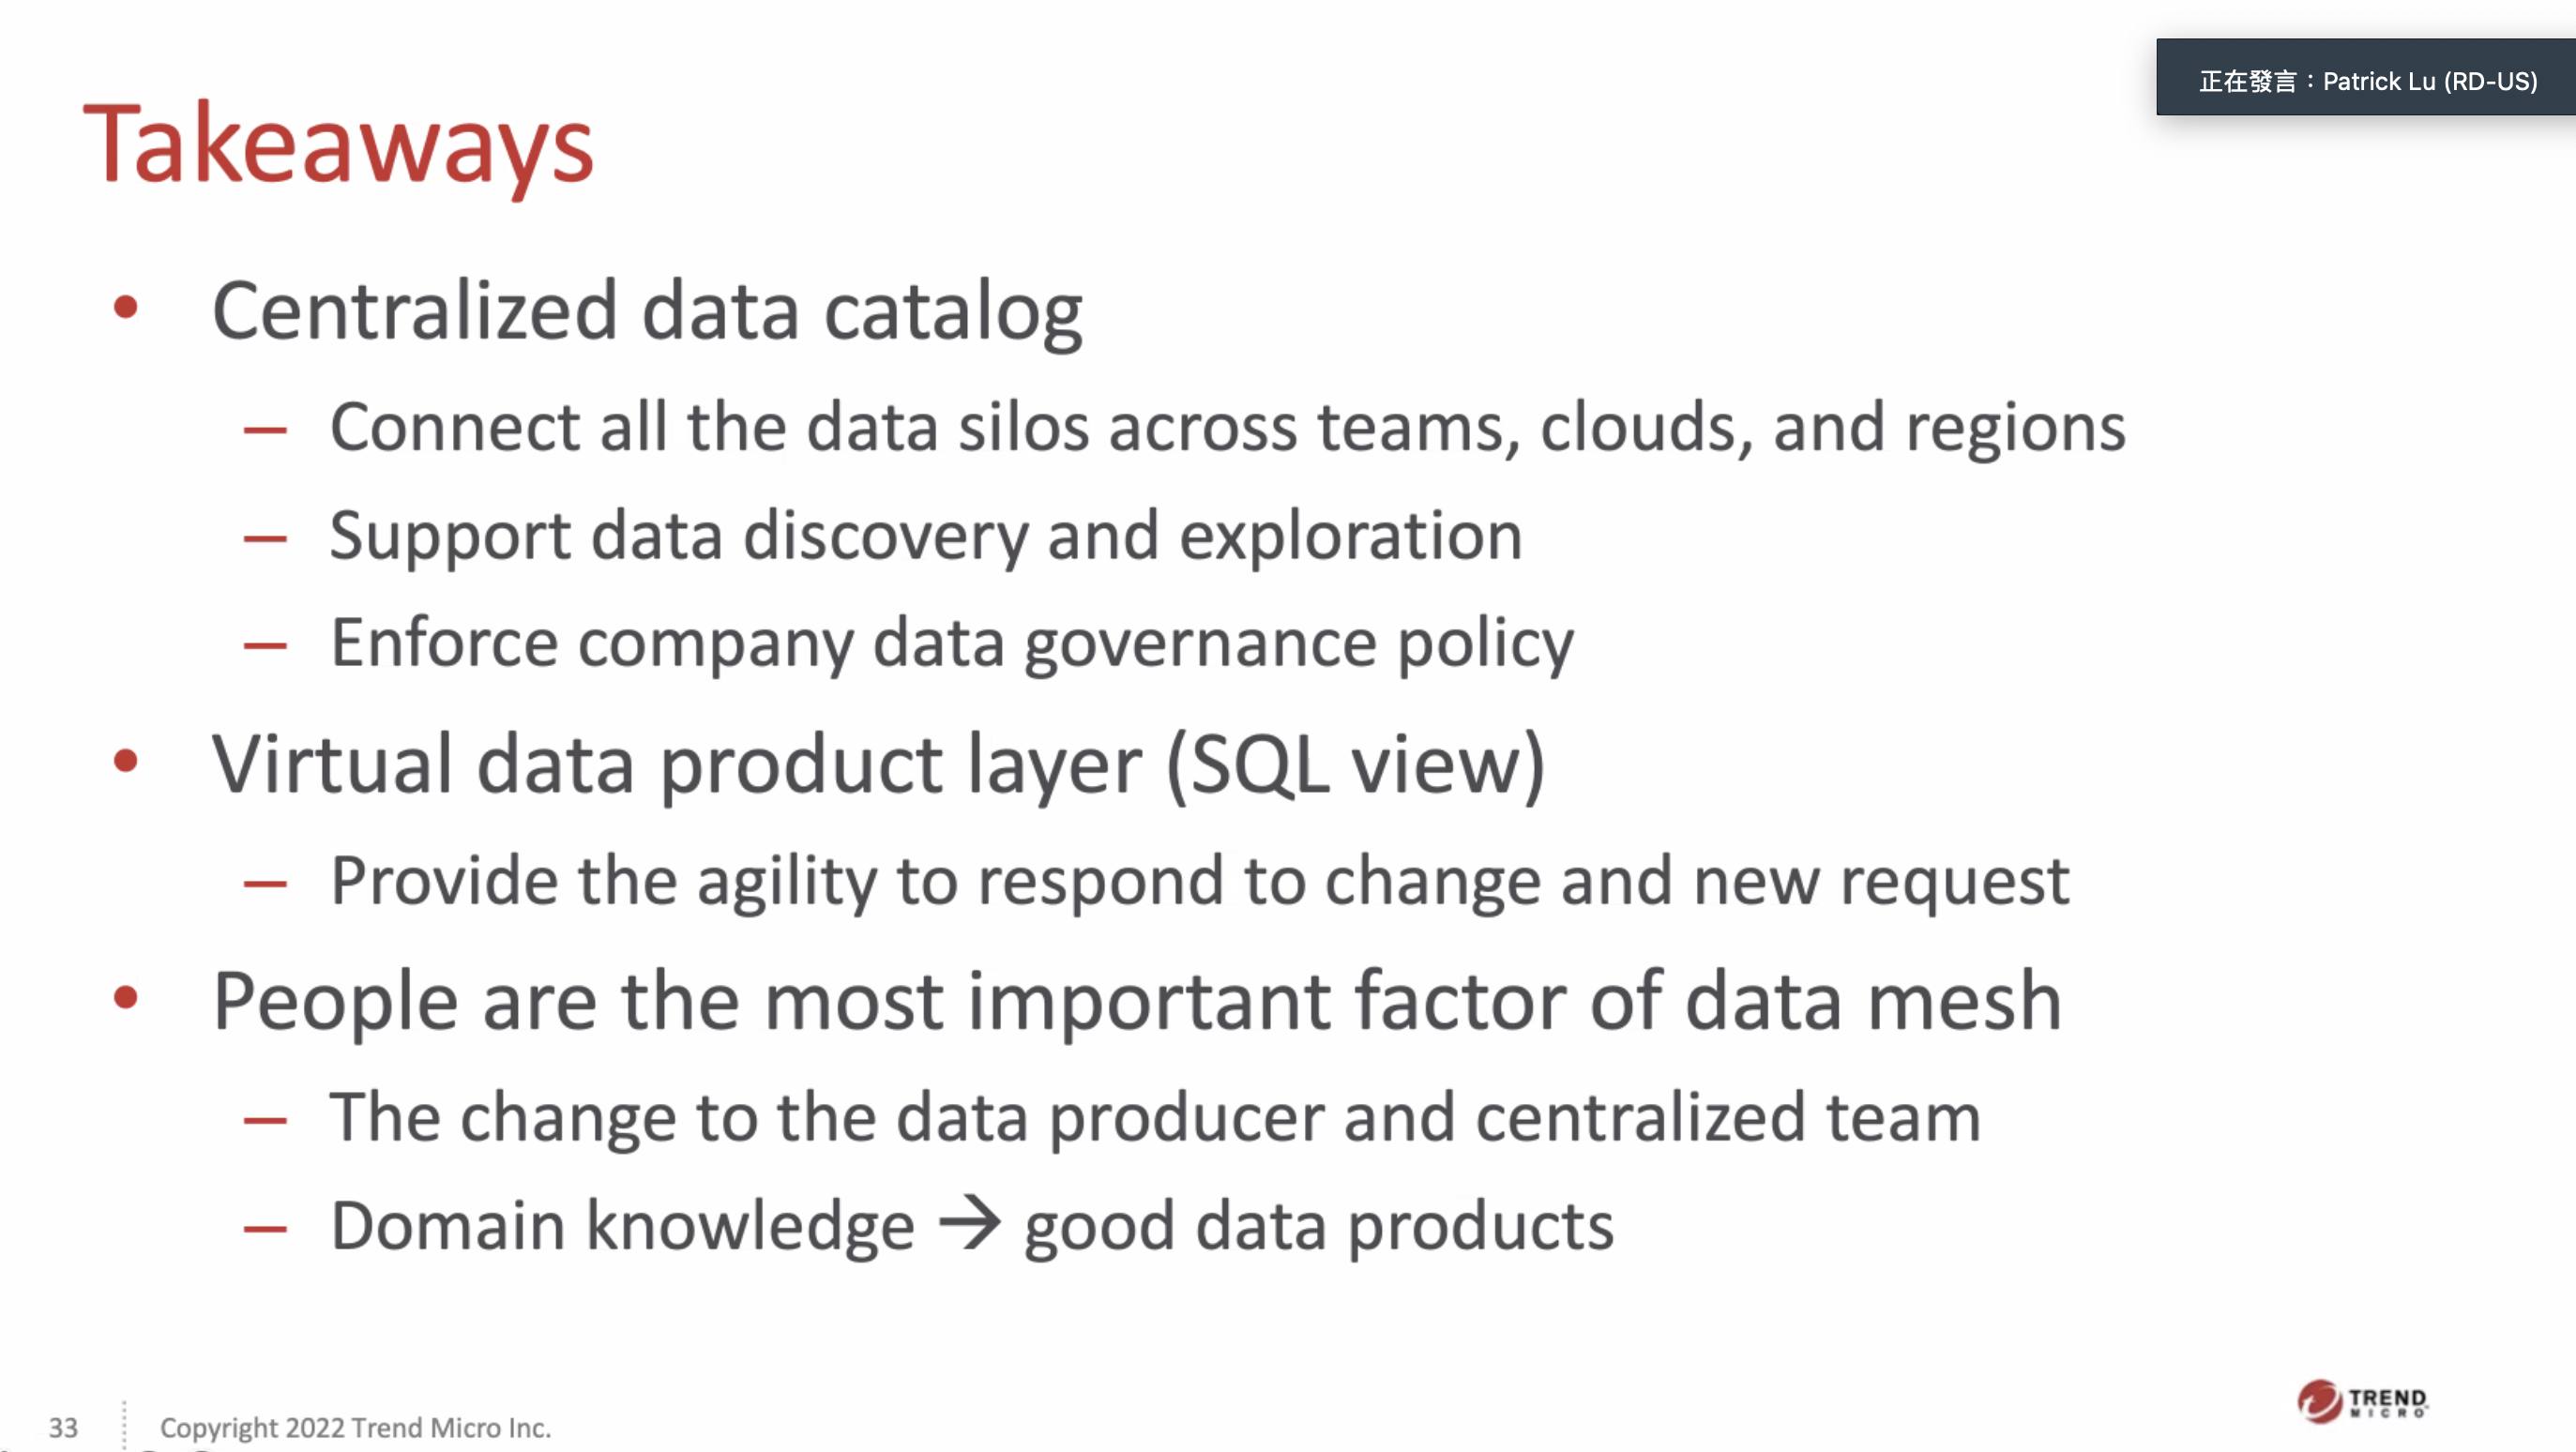 正在發言：Patrick Lu (RD-US)
Takeaways
• Centralized data catalog
– Connect all the data silos across teams, clouds, and regions
– Support data discovery and exploration
– Enforce company data governance policy
• Virtual data product layer (SQL view)
– Provide the agility to respond to change and new request
• People are the most important factor of data mesh
– The change to the data producer and centralized team
– Domain knowledge → good data products
33
Copyright 2022 Trend Micro Inc.
TREND
MICRO